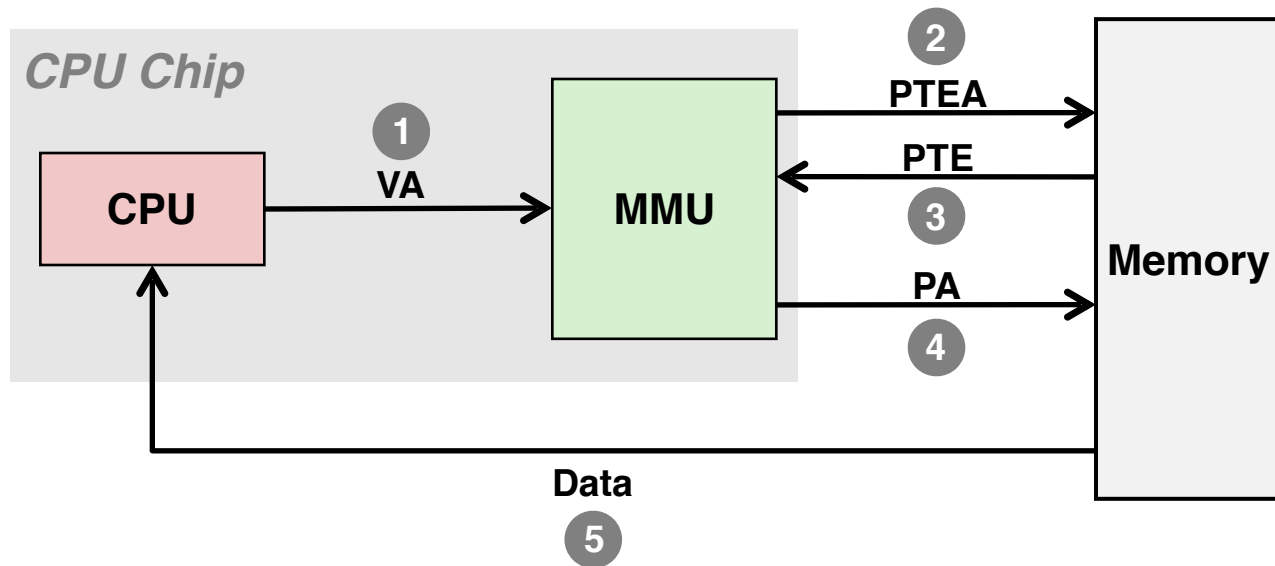 CPU Chip
2
PTEA
1
VA
PTE
CPU
MMU
3
Memory
PA
4
Data
5